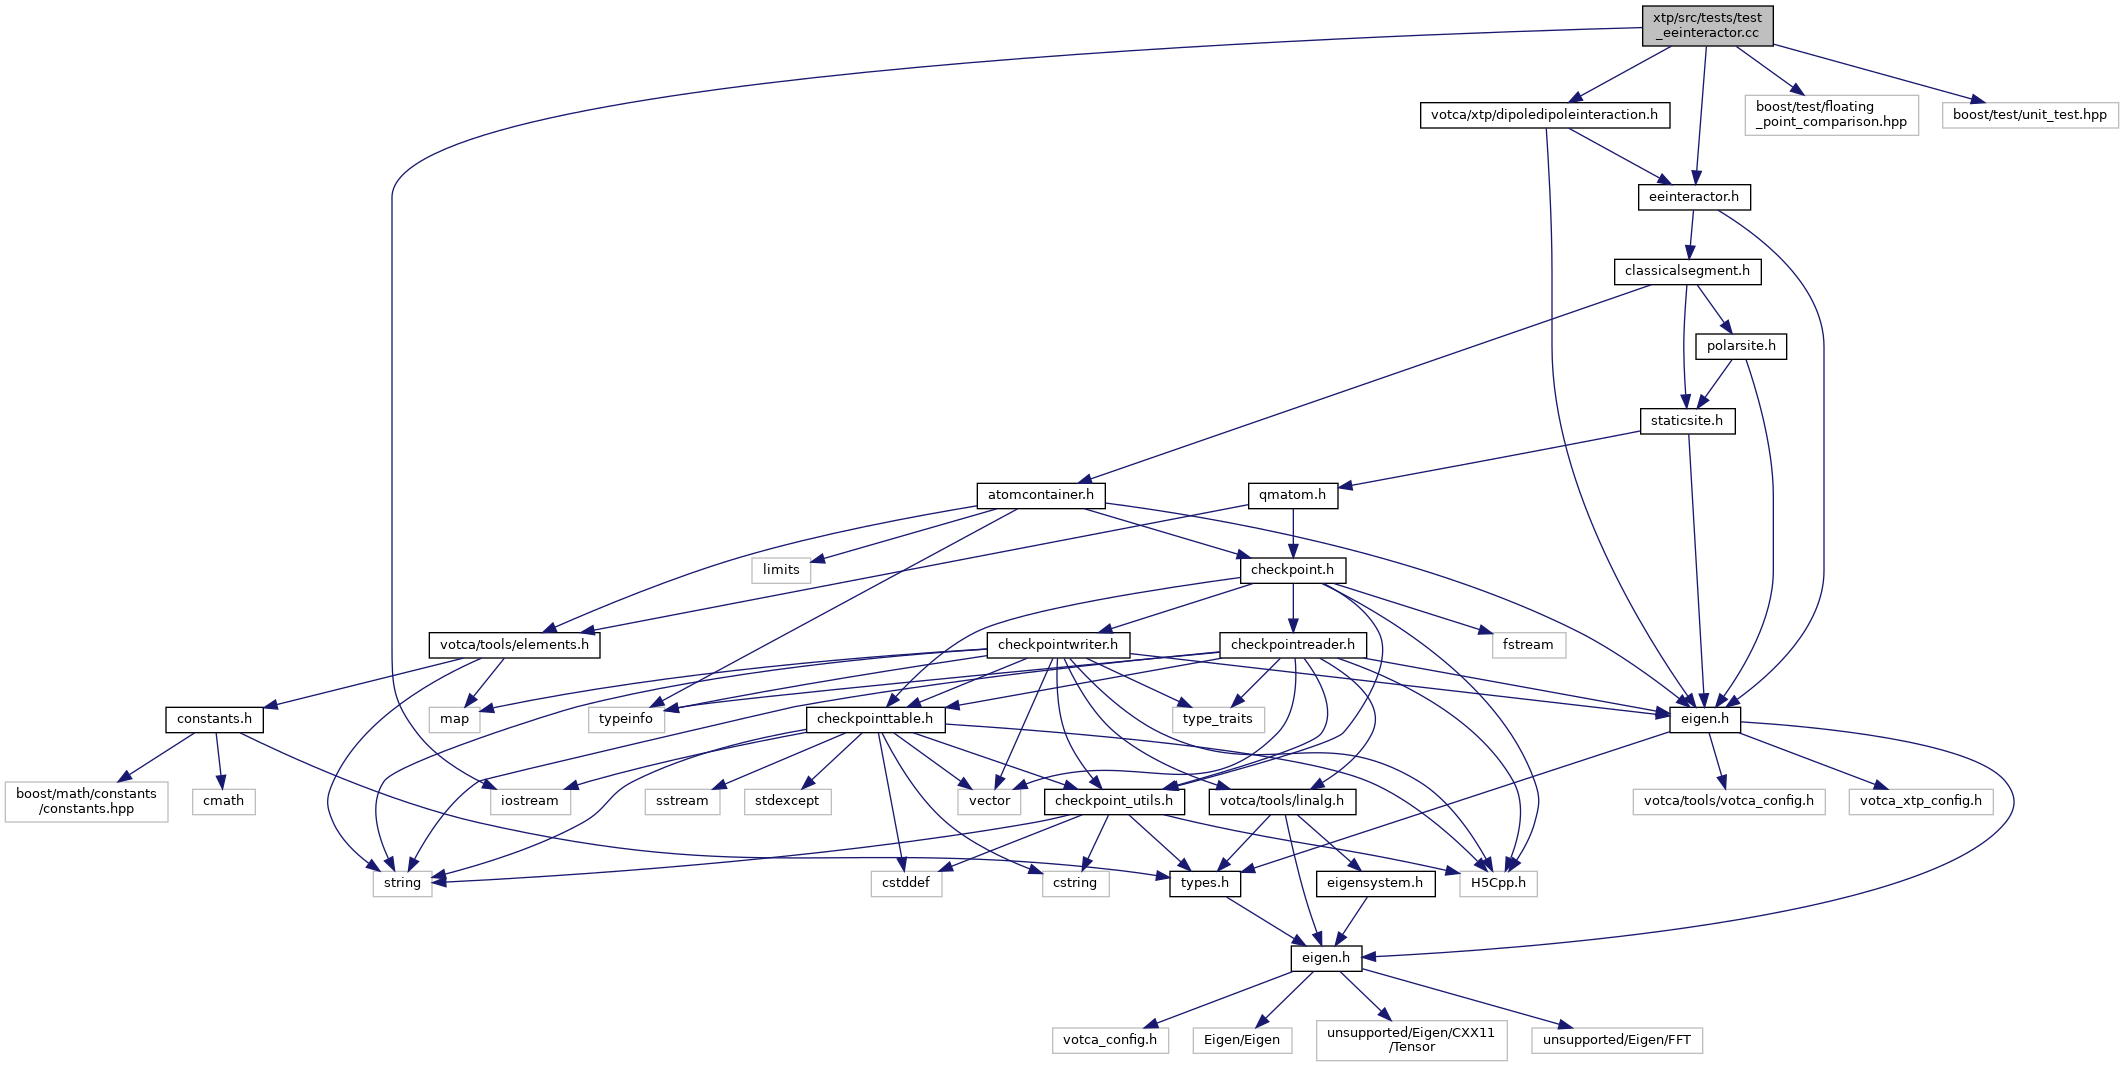 xtp/src/tests/test
_eeinteractor.cc
votca/xtp/dipoledipoleinteraction.h
boost/test/floating
_point_comparison.hpp
boost/test/unit_test.hpp
eeinteractor.h
classicalsegment.h
polarsite.h
staticsite.h
atomcontainer.h
qmatom.h
limits
checkpoint.h
votca/tools/elements.h
checkpointwriter.h
checkpointreader.h
fstream
constants.h
map
typeinfo
checkpointtable.h
type_traits
eigen.h
boost/math/constants
/constants.hpp
cmath
iostream
sstream
stdexcept
vector
checkpoint_utils.h
votca/tools/linalg.h
votca/tools/votca_config.h
votca_xtp_config.h
string
cstddef
cstring
types.h
eigensystem.h
H5Cpp.h
eigen.h
votca_config.h
Eigen/Eigen
unsupported/Eigen/CXX11
/Tensor
unsupported/Eigen/FFT